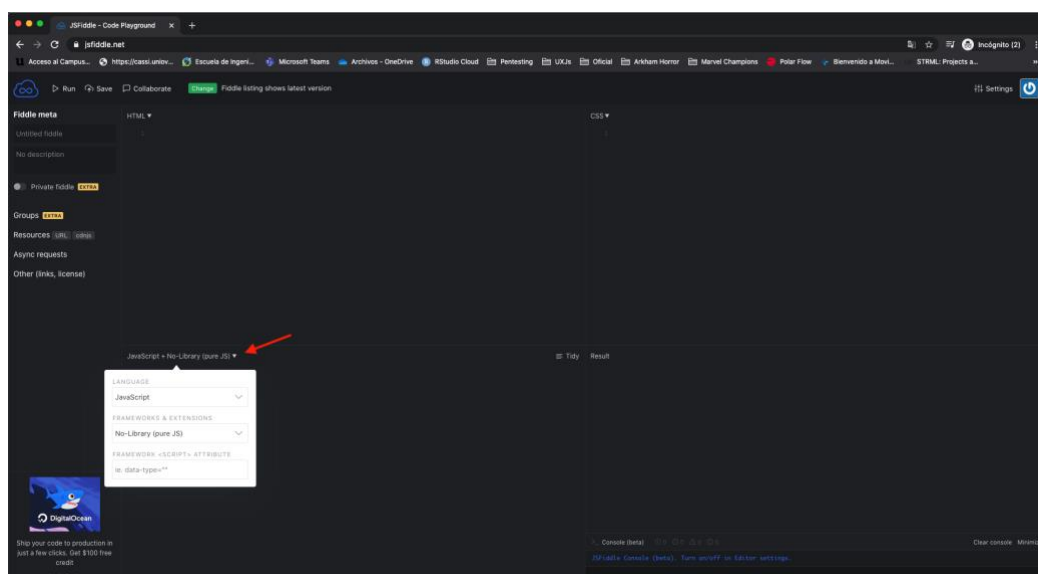 JSFiddle - Code Playground
jsfiddle.net
Incógnito (2)
Acceso al Campus... https://cassi.uniov... Escuela de Ingeni... Microsoft Teams Archivos - OneDrive RStudio Cloud Pentesting UXJs Oficial Arkham Horror Marvel Champions Polar Flow Bienvenido a Movi... STRML: Projects a...
Run Save Collaborate Change Fiddle listing shows latest version Settings
Fiddle meta
HTML CSS
Untitled fiddle
No description
Private fiddle EXTRA
Groups EXTRA
Resources URL cdnjs
Async requests
Other (links, license)
JavaScript + No-Library (pure JS) Tidy Result
LANGUAGE
JavaScript
FRAMEWORKS & EXTENSIONS
No-Library (pure JS)
FRAMEWORK <SCRIPT> ATTRIBUTE
ie. data-type=""
DigitalOcean
Ship your code to production in
just a few clicks. Get $100 free
credit
>_ Console (beta) Clear console Minimiz
JSFiddle Console (beta). Turn on/off in Editor settings.